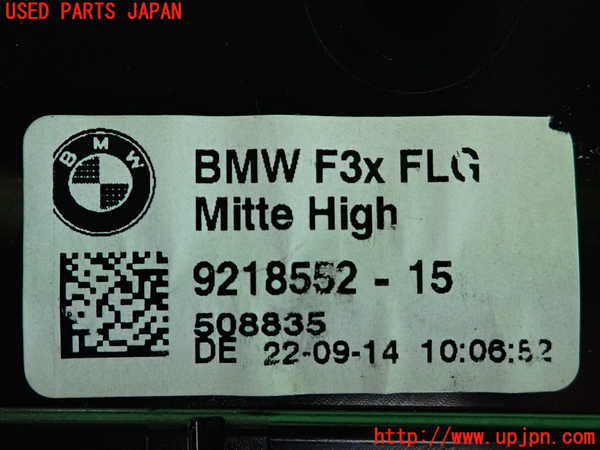 USED PARTS JAPAN
BMW
BMW F3x FLG
Mitte High
9218552 - 15
508835
DE 22-09-14 10:06:52
http://www.upjpn.com/